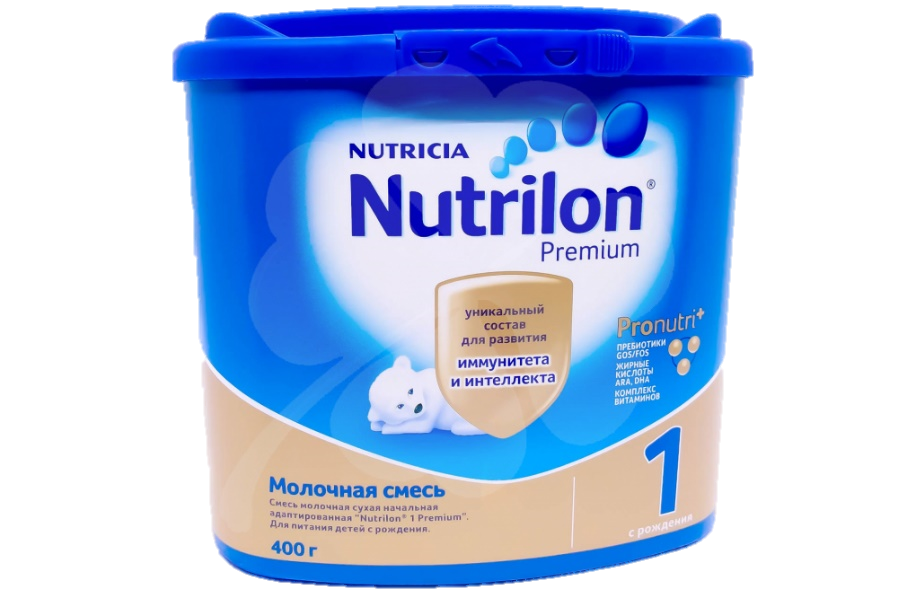 NUTRICIA
Nutrilon®
Premium
уникальный
состав
для развития
иммунитета
и интеллекта
Pronutri+
ПРЕБИОТИКИ
GOS/FOS
ЖИРНЫЕ
КИСЛОТЫ
ARA, DHA
КОМПЛЕКС
ВИТАМИНОВ
1
с рождения
Молочная смесь
Смесь молочная сухая начальная
адаптированная "Nutrilon® 1 Premium".
Для питания детей с рождения.
400 г